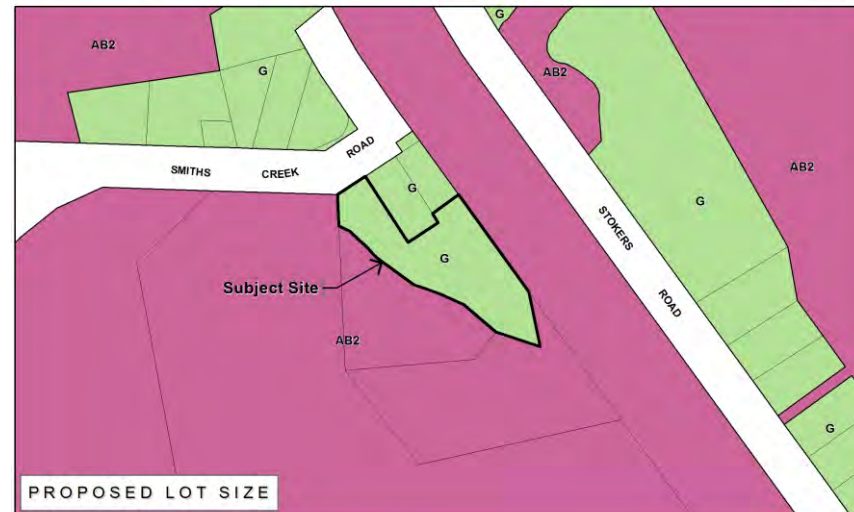 G
AB2
AB2
G
AB2
ROAD
SMITHS CREEK
G
G
STOKERS
G
Subject Site
ROAD
AB2
G
PROPOSED LOT SIZE